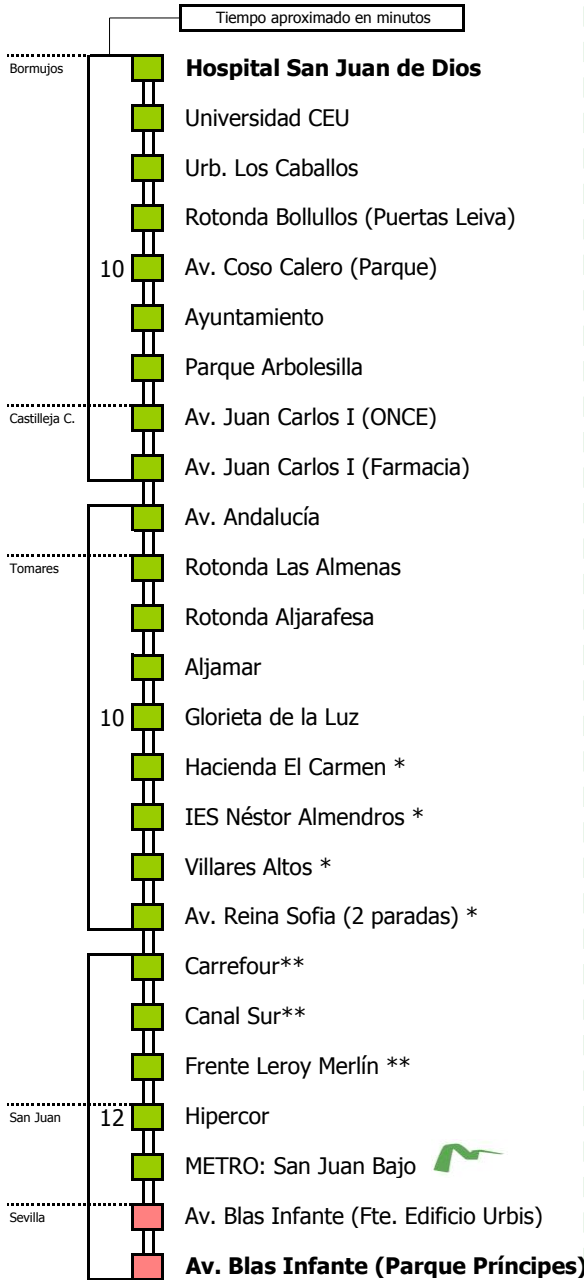 Tiempo aproximado en minutos
Bormujos
Hospital San Juan de Dios
Universidad CEU
Urb. Los Caballos
Rotonda Bollullos (Puertas Leiva)
10
Av. Coso Calero (Parque)
Ayuntamiento
Parque Arbolesilla
Castilleja C.
Av. Juan Carlos I (ONCE)
Av. Juan Carlos I (Farmacia)
Av. Andalucía
Tomares
Rotonda Las Almenas
Rotonda Aljarafesa
Aljamar
10
Glorieta de la Luz
Hacienda El Carmen *
IES Néstor Almendros *
Villares Altos *
Av. Reina Sofia (2 paradas) *
Carrefour**
Canal Sur**
Frente Leroy Merlín **
San Juan
12
Hipercor
METRO: San Juan Bajo
Sevilla
Av. Blas Infante (Fte. Edificio Urbis)
Av. Blas Infante (Parque Príncipes)